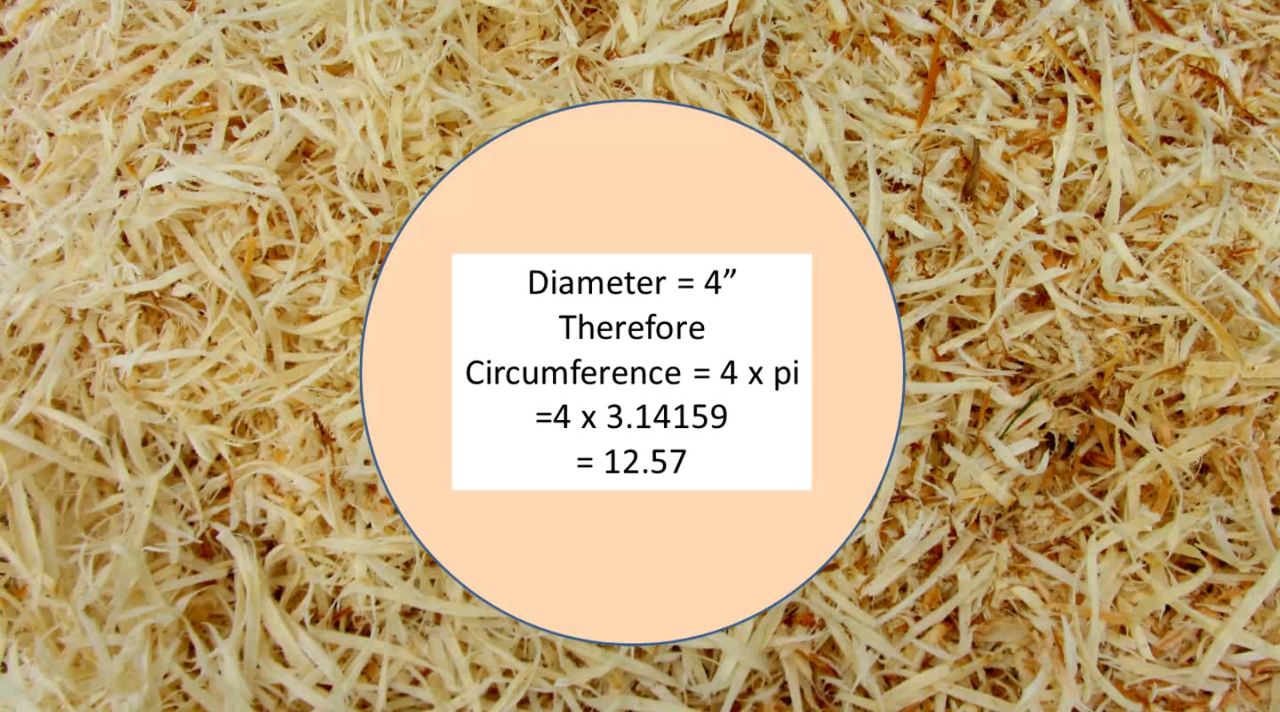 Diameter = 4”
Therefore
Circumference = 4 x pi
=4 x 3.14159
= 12.57